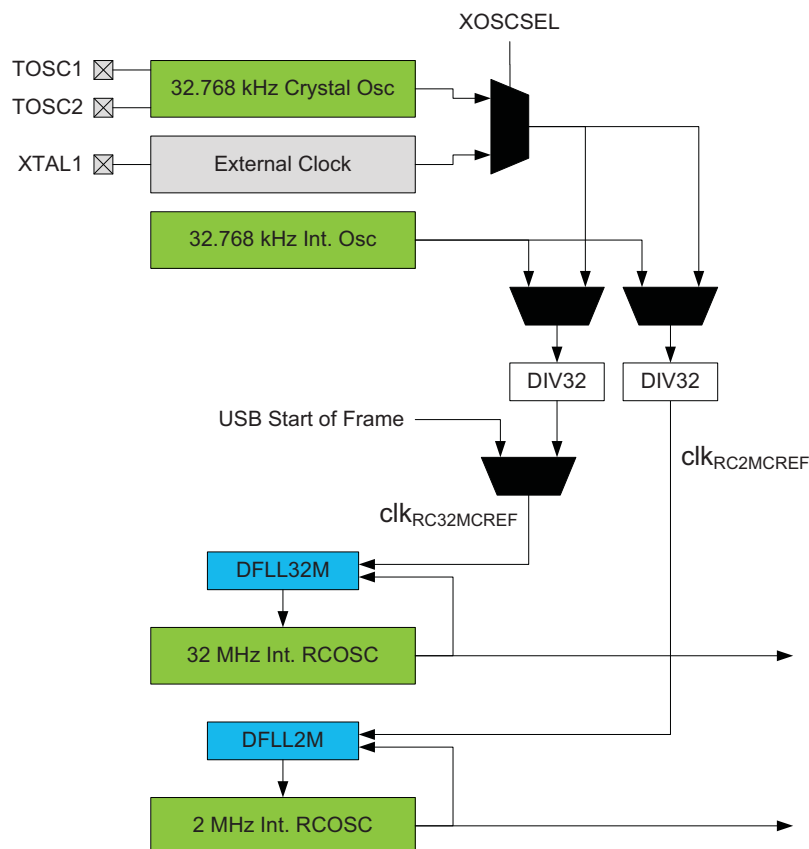 XOSCSEL
TOSC1
32.768 kHz Crystal Osc
TOSC2
XTAL1
External Clock
32.768 kHz Int. Osc
DIV32
DIV32
USB Start of Frame
clkRC2MCREF
clkRC32MCREF
DFLL32M
32 MHz Int. RCOSC
DFLL2M
2 MHz Int. RCOSC